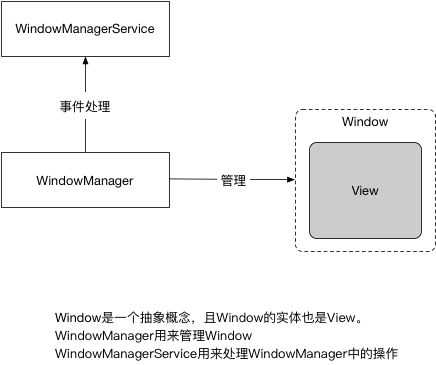 WindowManagerService
事件处理
Window
WindowManager
管理
View
Window是一个抽象概念，且Window的实体也是View。
WindowManager用来管理Window
WindowManagerService用来处理WindowManager中的操作